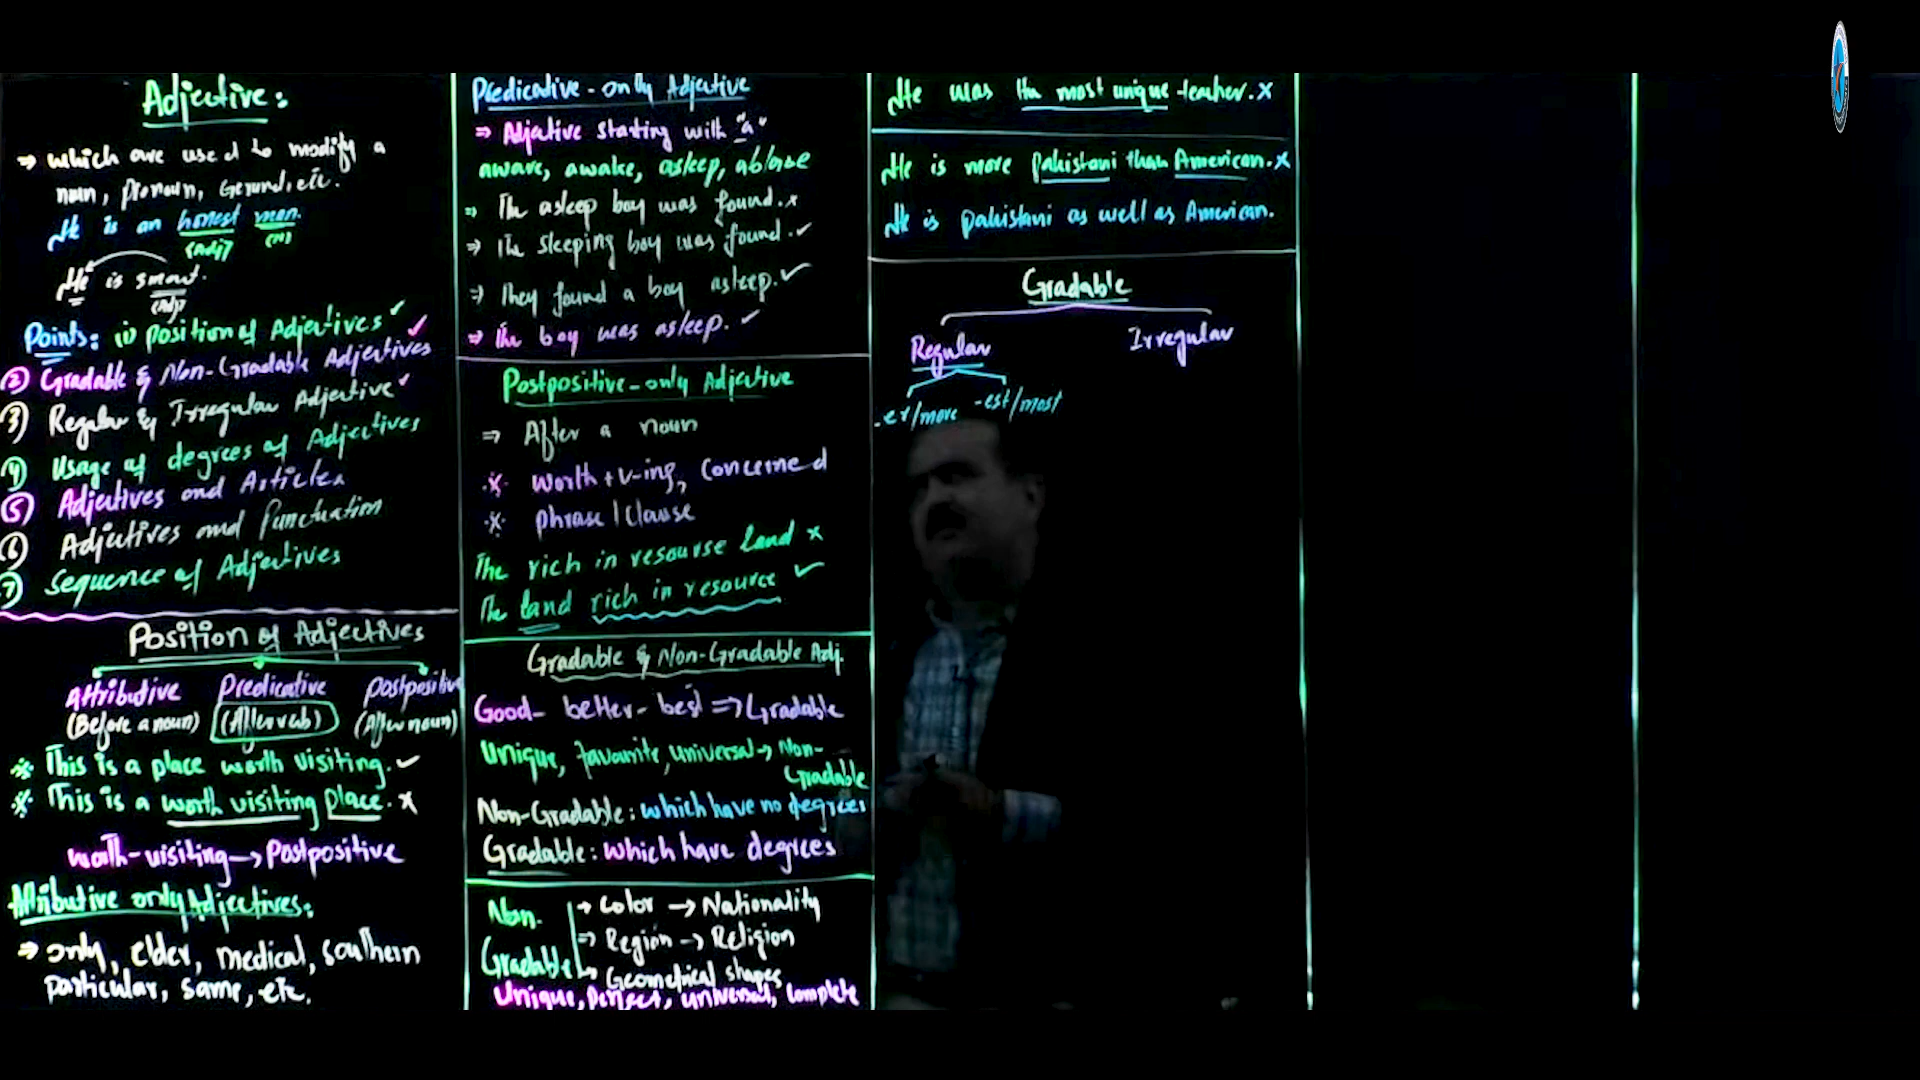 Adjective:
⇒ which are used to modify a
noun, pronoun, Gerund, etc.
He is an honest man.
(Adj) (N)
He is smart.
(Adj)
Points: (i) position of Adjectives ✓
② Gradable & Non-Gradable Adjectives ✓
③ Regular & Irregular Adjective ✓
④ Usage of degrees of Adjectives
⑤ Adjectives and Articles
⑥ Adjectives and Punctuation
⑦ Sequence of Adjectives
Position of Adjectives
Attributive Predicative Postpositive
(Before a noun) (After verb) (After noun)
※ This is a place worth visiting. ✓
※ This is a worth visiting place. ×
worth-visiting → Postpositive
Attributive only Adjectives:
⇒ only, elder, medical, southern
particular, same, etc.
Predicative-only Adjective
⇒ Adjective starting with "a"
aware, awake, asleep, ablaze
⇒ The asleep boy was found. ×
⇒ The sleeping boy was found. ✓
⇒ They found a boy asleep. ✓
⇒ The boy was asleep. ✓
Postpositive-only Adjective
⇒ After a noun
※ worth + v-ing, concerned
※ phrase/clause
The rich in resourse land ×
The land rich in resource ✓
Gradable & Non-Gradable Adj.
Good- better- best ⇒ Gradable
Unique, favourite, universal → Non-
Gradable
Non-Gradable: which have no degrees
Gradable: which have degrees
Non. → Color → Nationality
Gradable ⇒ Region → Religion
↳ Geometrical shapes
Unique, perfect, universal, complete
He was the most unique teacher. ×
He is more pakistani than American. ×
He is pakistani as well as American.
Gradable
Regular Irregular
-er/more -est/most